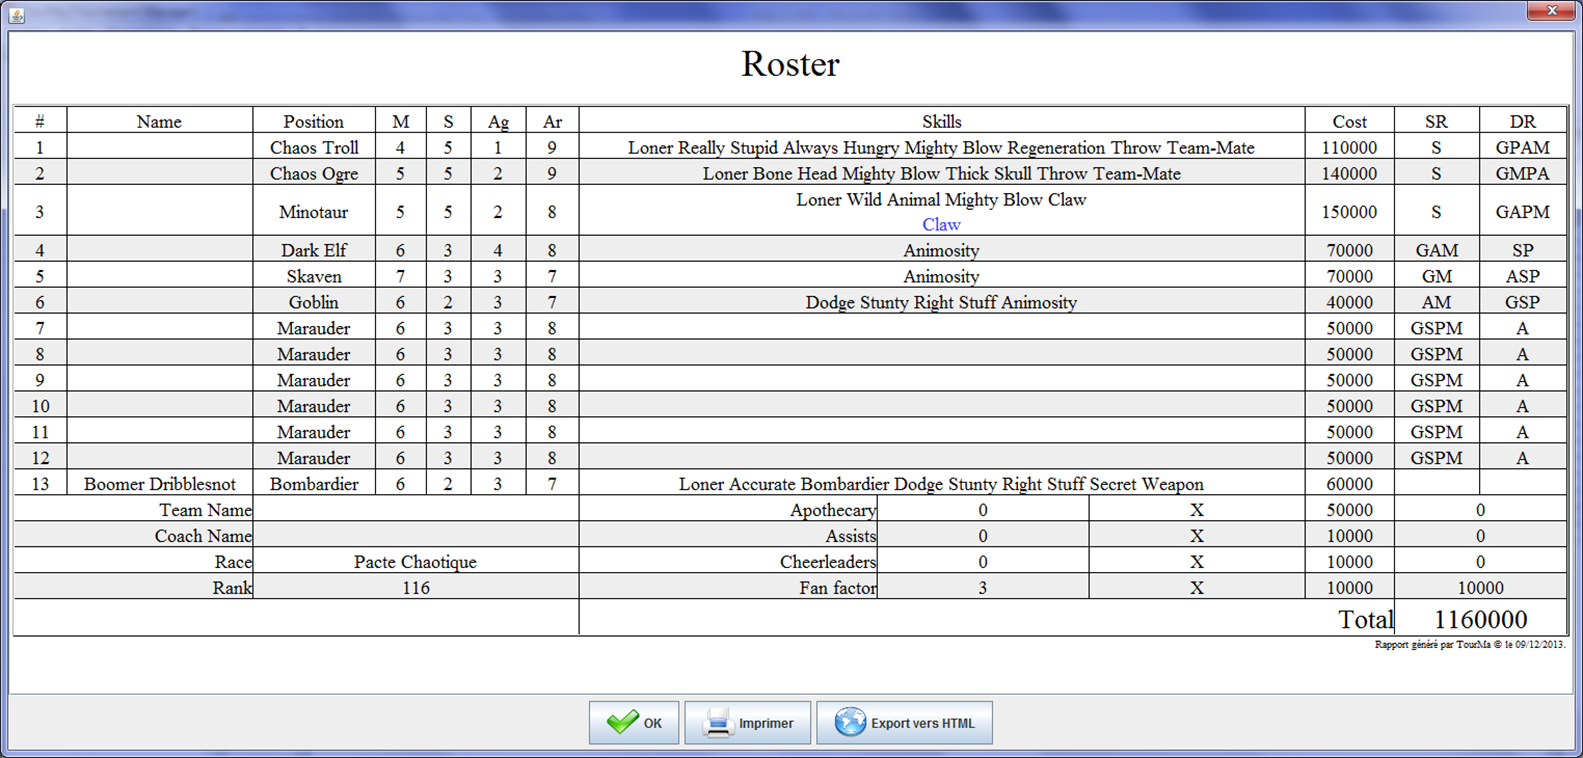 Roster
# Name Position M S Ag Ar Skills Cost SR DR
1 Chaos Troll 4 5 1 9 Loner Really Stupid Always Hungry Mighty Blow Regeneration Throw Team-Mate 110000 S GPAM
2 Chaos Ogre 5 5 2 9 Loner Bone Head Mighty Blow Thick Skull Throw Team-Mate 140000 S GMPA
3 Minotaur 5 5 2 8 Loner Wild Animal Mighty Blow Claw 150000 S GAPM
Claw
4 Dark Elf 6 3 4 8 Animosity 70000 GAM SP
5 Skaven 7 3 3 7 Animosity 70000 GM ASP
6 Goblin 6 2 3 7 Dodge Stunty Right Stuff Animosity 40000 AM GSP
7 Marauder 6 3 3 8 50000 GSPM A
8 Marauder 6 3 3 8 50000 GSPM A
9 Marauder 6 3 3 8 50000 GSPM A
10 Marauder 6 3 3 8 50000 GSPM A
11 Marauder 6 3 3 8 50000 GSPM A
12 Marauder 6 3 3 8 50000 GSPM A
13 Boomer Dribblesnot Bombardier 6 2 3 7 Loner Accurate Bombardier Dodge Stunty Right Stuff Secret Weapon 60000
Team Name Apothecary 0 X 50000 0
Coach Name Assists 0 X 10000 0
Race Pacte Chaotique Cheerleaders 0 X 10000 0
Rank 116 Fan factor 3 X 10000 10000
Total 1160000
Rapport généré par TourMa © le 09/12/2013.
OK Imprimer Export vers HTML